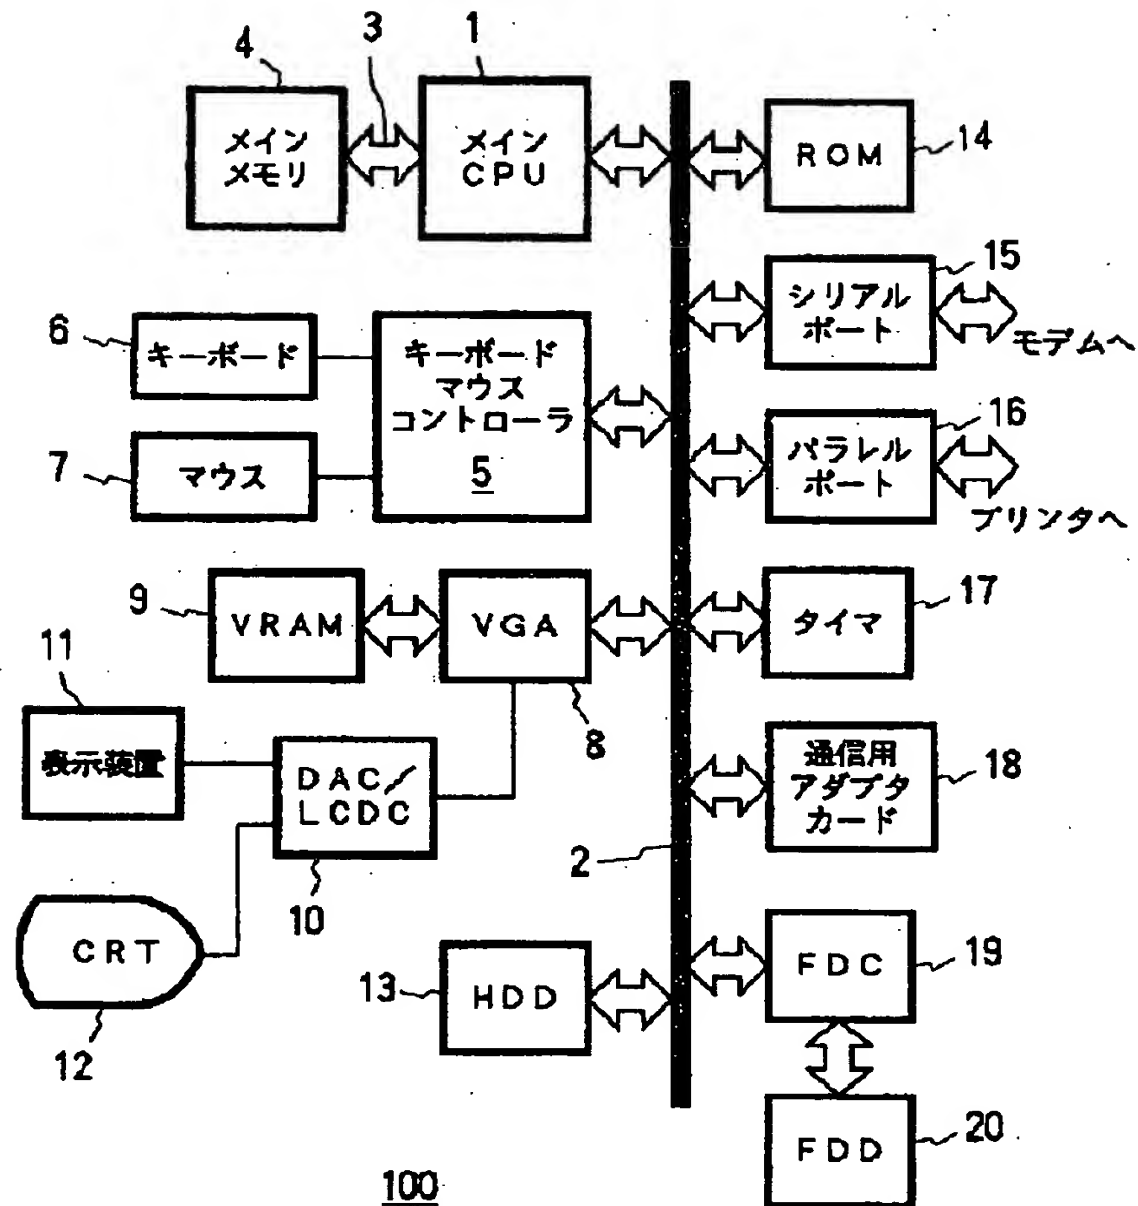 4
3
1
メイン
メモリ
メイン
CPU
ROM
14
15
シリアル
ポート
モデムへ
6
キーボード
キーボード
マウス
コントローラ
5
7
マウス
16
パラレル
ポート
プリンタへ
9
VRAM
VGA
8
17
タイマ
11
表示装置
DAC/
LCDC
10
通信用
アダプタ
カード
18
2
CRT
12
13
HDD
FDC
19
FDD
20
100